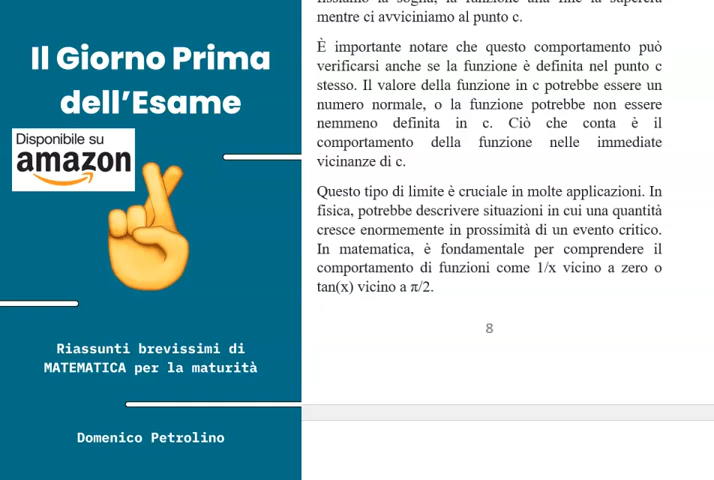 Il Giorno Prima
dell'Esame
Disponibile su
amazon
Riassunti brevissimi di
MATEMATICA per la maturità
Domenico Petrolino
mentre ci avviciniamo al punto c.
È importante notare che questo comportamento può
verificarsi anche se la funzione è definita nel punto c
stesso. Il valore della funzione in c potrebbe essere un
numero normale, o la funzione potrebbe non essere
nemmeno definita in c. Ciò che conta è il
comportamento della funzione nelle immediate
vicinanze di c.
Questo tipo di limite è cruciale in molte applicazioni. In
fisica, potrebbe descrivere situazioni in cui una quantità
cresce enormemente in prossimità di un evento critico.
In matematica, è fondamentale per comprendere il
comportamento di funzioni come 1/x vicino a zero o
tan(x) vicino a π/2.
8